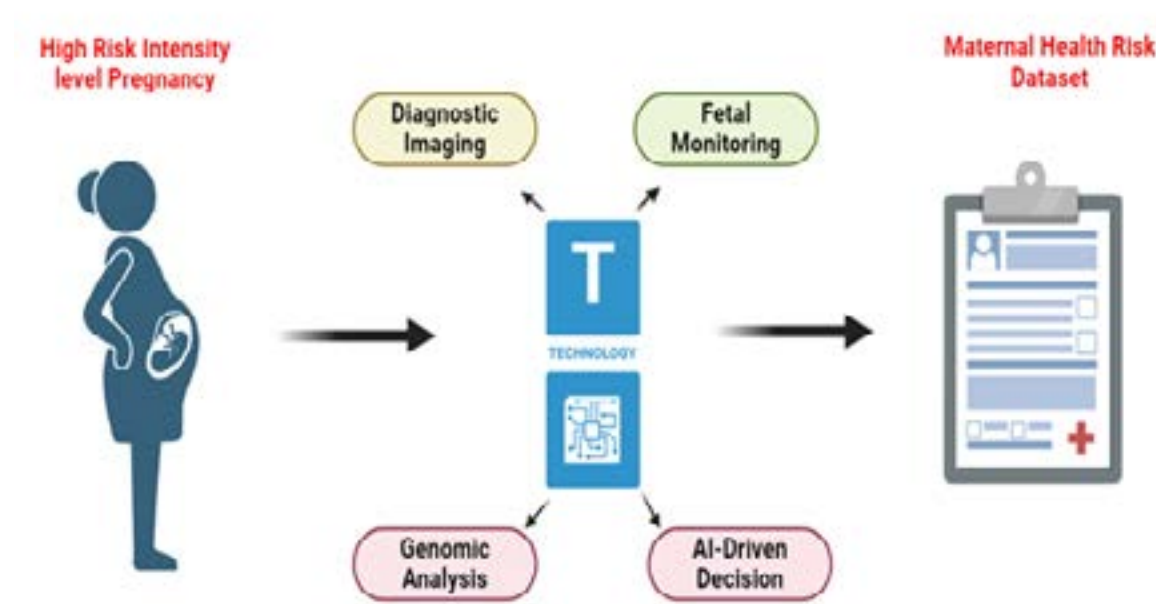 High Risk Intensity
level Pregnancy
Maternal Health Risk
Dataset
Diagnostic
Imaging
Fetal
Monitoring
T
TECHNOLOGY
Genomic
Analysis
AI-Driven
Decision